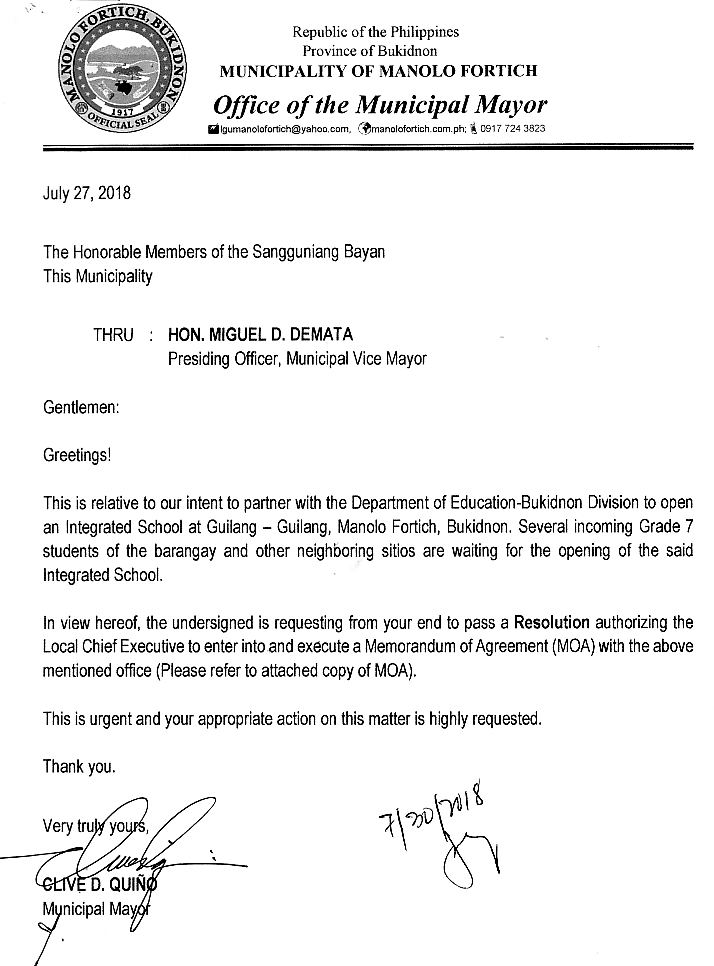 MANOLO FORTICH, BUKIDNON
1917
OFFICIAL SEAL
Republic of the Philippines
Province of Bukidnon
MUNICIPALITY OF MANOLO FORTICH
Office of the Municipal Mayor
lgumanolofortich@yahoo.com, manolofortich.com.ph; 0917 724 3823
July 27, 2018
The Honorable Members of the Sangguniang Bayan
This Municipality
THRU : HON. MIGUEL D. DEMATA
Presiding Officer, Municipal Vice Mayor
Gentlemen:
Greetings!
This is relative to our intent to partner with the Department of Education-Bukidnon Division to open
an Integrated School at Guilang – Guilang, Manolo Fortich, Bukidnon. Several incoming Grade 7
students of the barangay and other neighboring sitios are waiting for the opening of the said
Integrated School.
In view hereof, the undersigned is requesting from your end to pass a Resolution authorizing the
Local Chief Executive to enter into and execute a Memorandum of Agreement (MOA) with the above
mentioned office (Please refer to attached copy of MOA).
This is urgent and your appropriate action on this matter is highly requested.
Thank you.
7/30/2018
Very truly yours,
CLIVE D. QUIÑO
Municipal Mayor